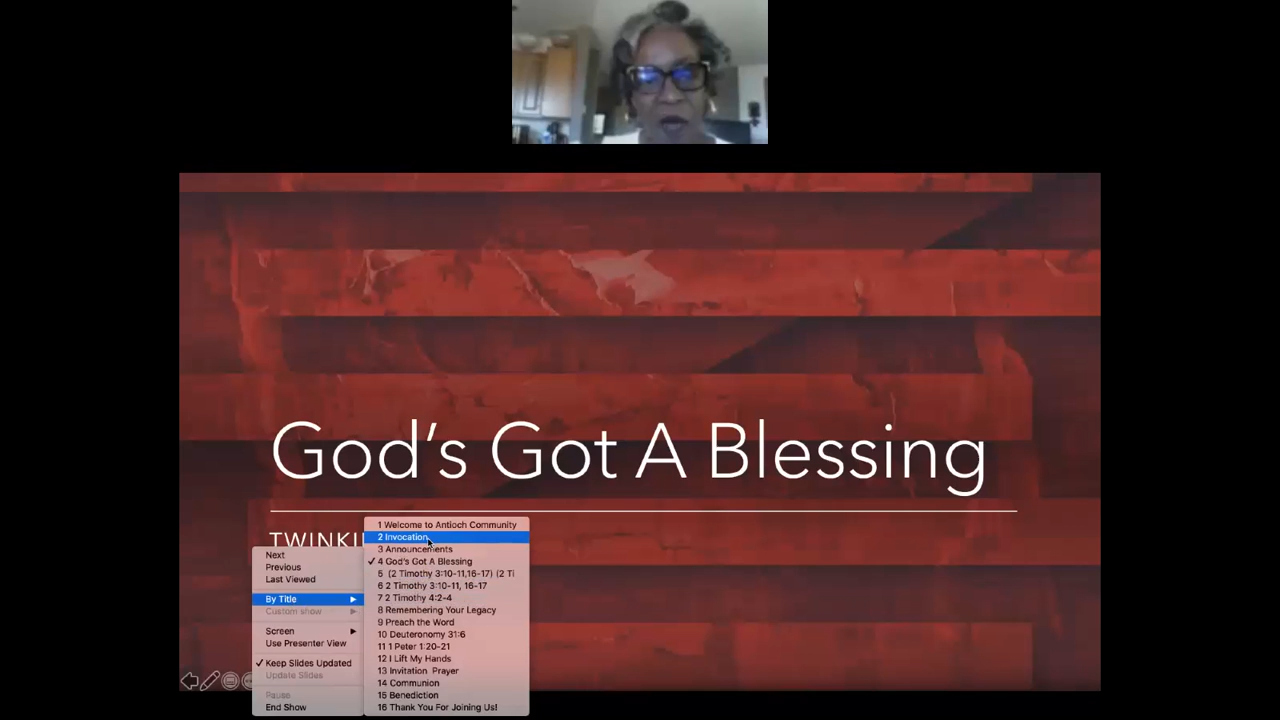 God's Got A Blessing
1 Welcome to Antioch Community
2 Invocation
3 Announcements
✓ 4 God's Got A Blessing
5 (2 Timothy 3:10-11,16-17) (2 Ti
6 2 Timothy 3:10-11, 16-17
7 2 Timothy 4:2-4
8 Remembering Your Legacy
9 Preach the Word
10 Deuteronomy 31:6
11 1 Peter 1:20-21
12 I Lift My Hands
13 Invitation Prayer
14 Communion
15 Benediction
16 Thank You For Joining Us!
Next
Previous
Last Viewed
By Title
Custom show
Screen
Use Presenter View
✓ Keep Slides Updated
Update Slides
Pause
End Show